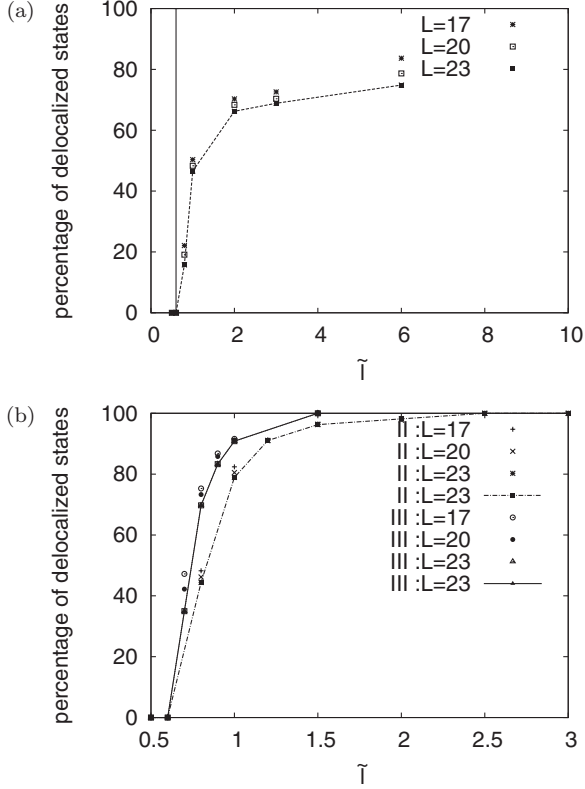 (a)
percentage of delocalized states
100
80
60
40
20
0
L=17
L=20
L=23
0 2 4 6 8 10
Ĩ
(b)
percentage of delocalized states
100
80
60
40
20
0
II :L=17
II :L=20
II :L=23
II :L=23
III :L=17
III :L=20
III :L=23
III :L=23
0.5 1 1.5 2 2.5 3
Ĩ